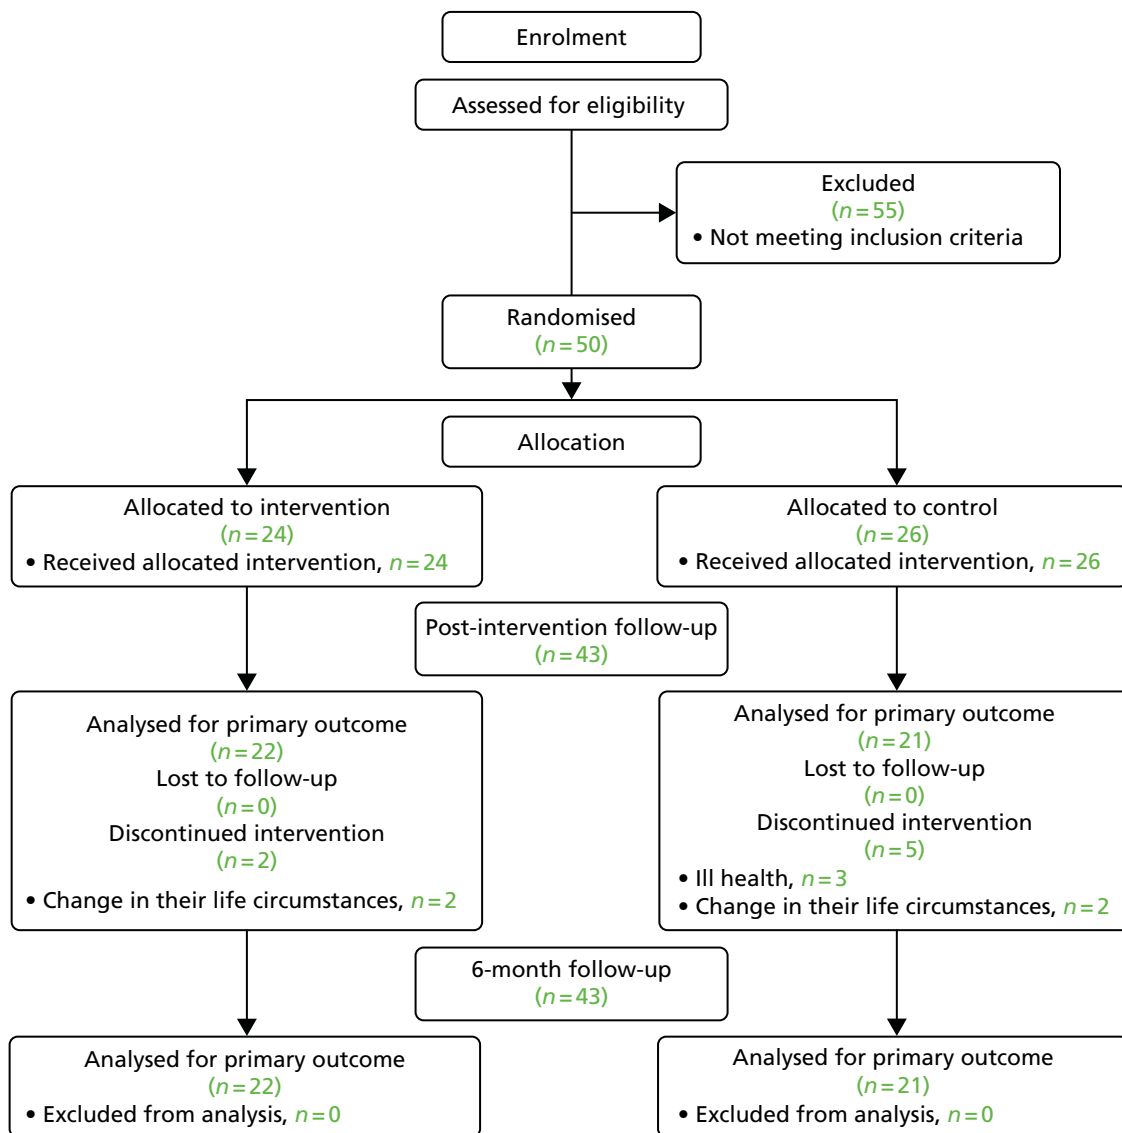 Enrolment
Assessed for eligibility
Excluded
(n=55)
• Not meeting inclusion criteria
Randomised
(n=50)
Allocation
Allocated to intervention
(n=24)
• Received allocated intervention, n=24
Allocated to control
(n=26)
• Received allocated intervention, n=26
Post-intervention follow-up
(n=43)
Analysed for primary outcome
(n=22)
Lost to follow-up
(n=0)
Discontinued intervention
(n=2)
• Change in their life circumstances, n=2
Analysed for primary outcome
(n=21)
Lost to follow-up
(n=0)
Discontinued intervention
(n=5)
• Ill health, n=3
• Change in their life circumstances, n=2
6-month follow-up
(n=43)
Analysed for primary outcome
(n=22)
• Excluded from analysis, n=0
Analysed for primary outcome
(n=21)
• Excluded from analysis, n=0